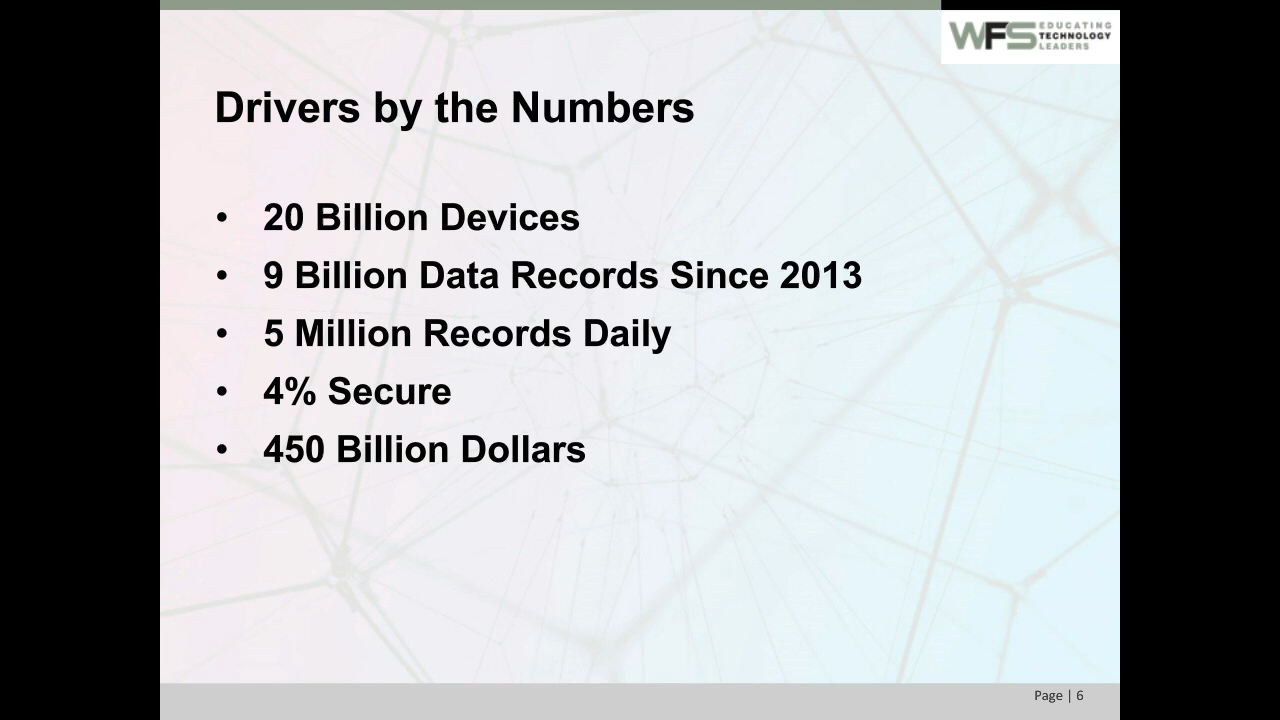 WFS EDUCATING
TECHNOLOGY
LEADERS
Drivers by the Numbers
• 20 Billion Devices
• 9 Billion Data Records Since 2013
• 5 Million Records Daily
• 4% Secure
• 450 Billion Dollars
Page | 6